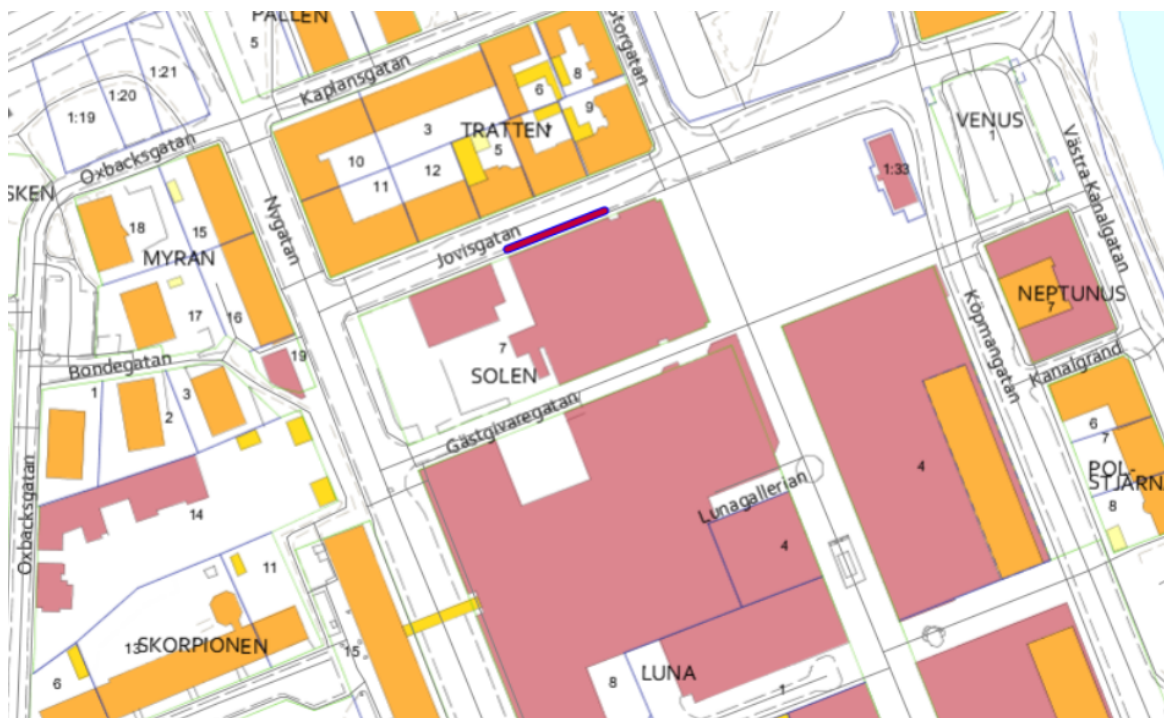 PALLEN
5
Storgatan
1:21
1:20
1:19
Kaplansgatan
8
6
9
VENUS
1
Västra Kanalgatan
3
TRATTEN
5
10
12
11
Oxbacksgatan
1:33
SKEN
18
15
MYRAN
Nygatan
Jovisgatan
17
16
NEPTUNUS
7
Köpmangatan
Kanalgränd
19
7
SOLEN
Bondegatan
1
2
3
Gästgivaregatan
6
7
POL-
STJÄRNA
8
Lunagallerian
4
4
14
Oxbacksgatan
11
13
SKORPIONEN
15
6
LUNA
8
1